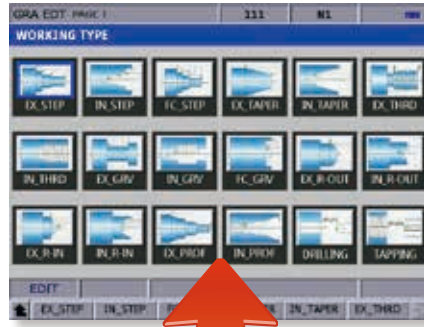 GRA EDT PAGE 1 111 N1 mm
WORKING TYPE
EX_STEP IN_STEP FC_STEP EX_TAPER IN_TAPER EX_THRD
IN_THRD EX_GRV IN_GRV FC_GRV EX_R-OUT IN_R-OUT
EX_R-IN IN_R-IN EX_PROF IN_PROF DRILLING TAPPING
EDIT
EX_STEP IN_STEP IN_TAPER EX_THRD